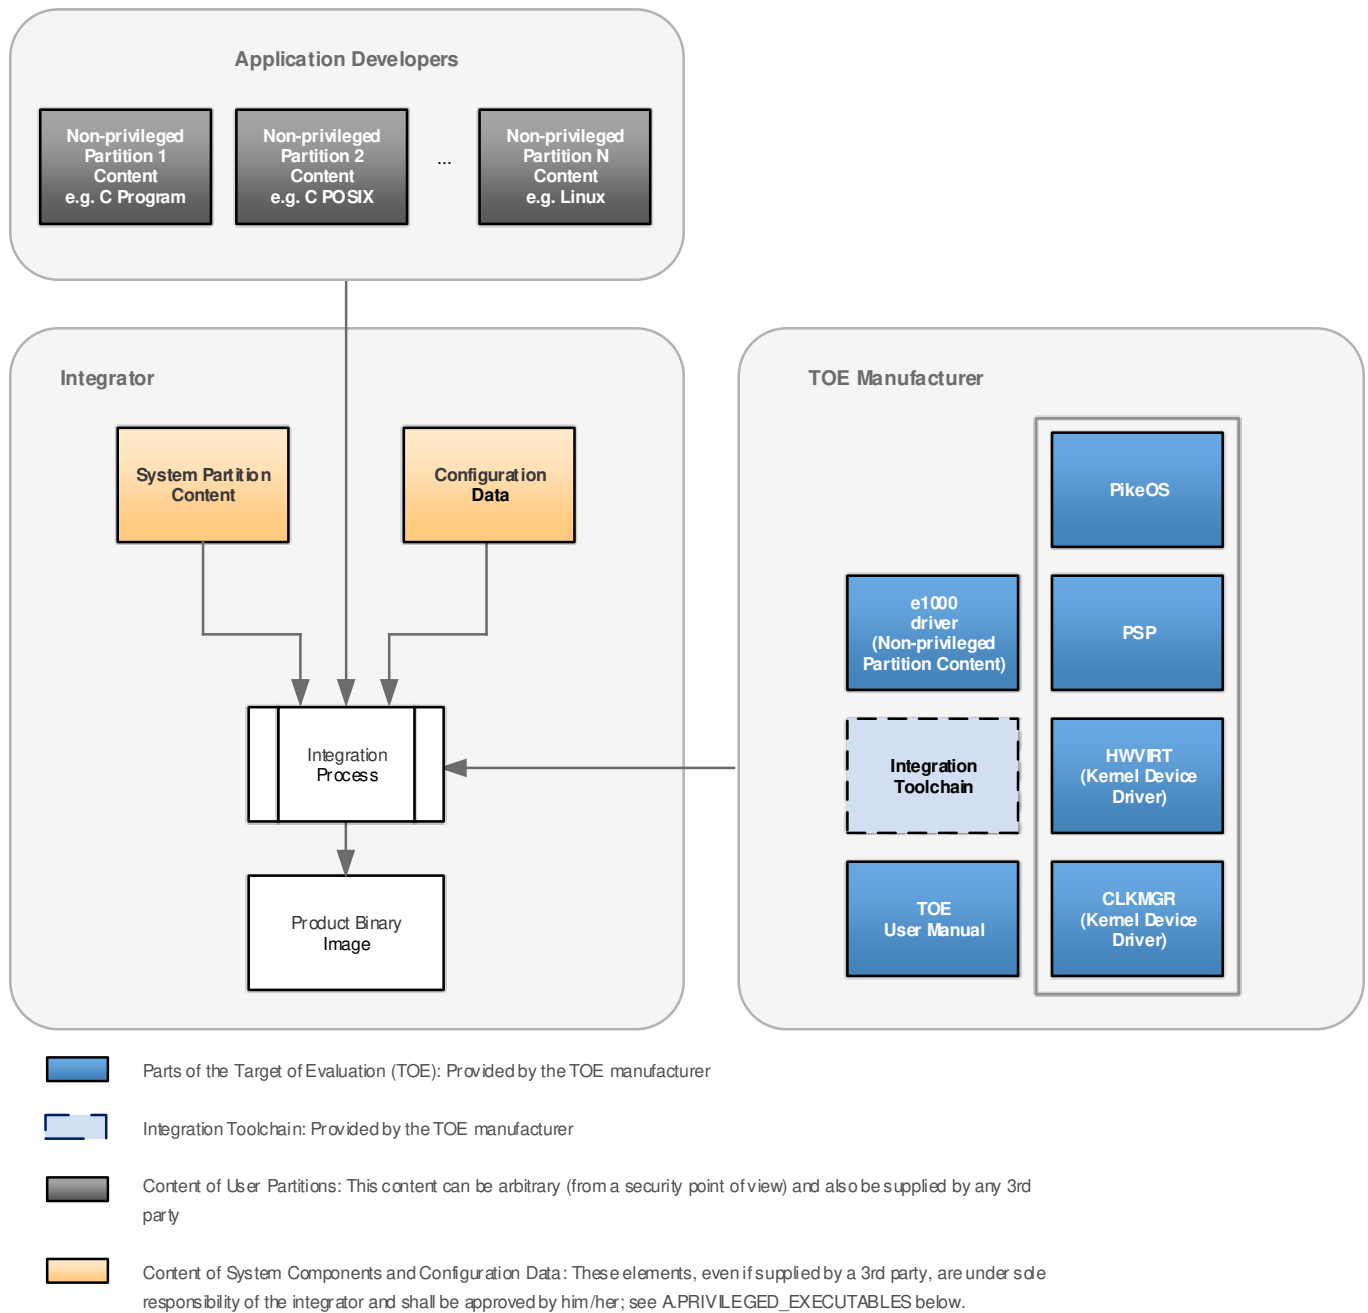 Application Developers
Non-privileged
Partition 1
Content
e.g. C Program
Non-privileged
Partition 2
Content
e.g. C POSIX
...
Non-privileged
Partition N
Content
e.g. Linux
Integrator
System Partition
Content
Configuration
Data
Integration
Process
Product Binary
Image
TOE Manufacturer
PikeOS
e1000
driver
(Non-privileged
Partition Content)
PSP
Integration
Toolchain
HWVIRT
(Kernel Device
Driver)
TOE
User Manual
CLKMGR
(Kernel Device
Driver)
Parts of the Target of Evaluation (TOE): Provided by the TOE manufacturer
Integration Toolchain: Provided by the TOE manufacturer
Content of User Partitions: This content can be arbitrary (from a security point of view) and also be supplied by any 3rd
party
Content of System Components and Configuration Data: These elements, even if supplied by a 3rd party, are under sole
responsibility of the integrator and shall be approved by him/her; see A.PRIVILEGED_EXECUTABLES below.